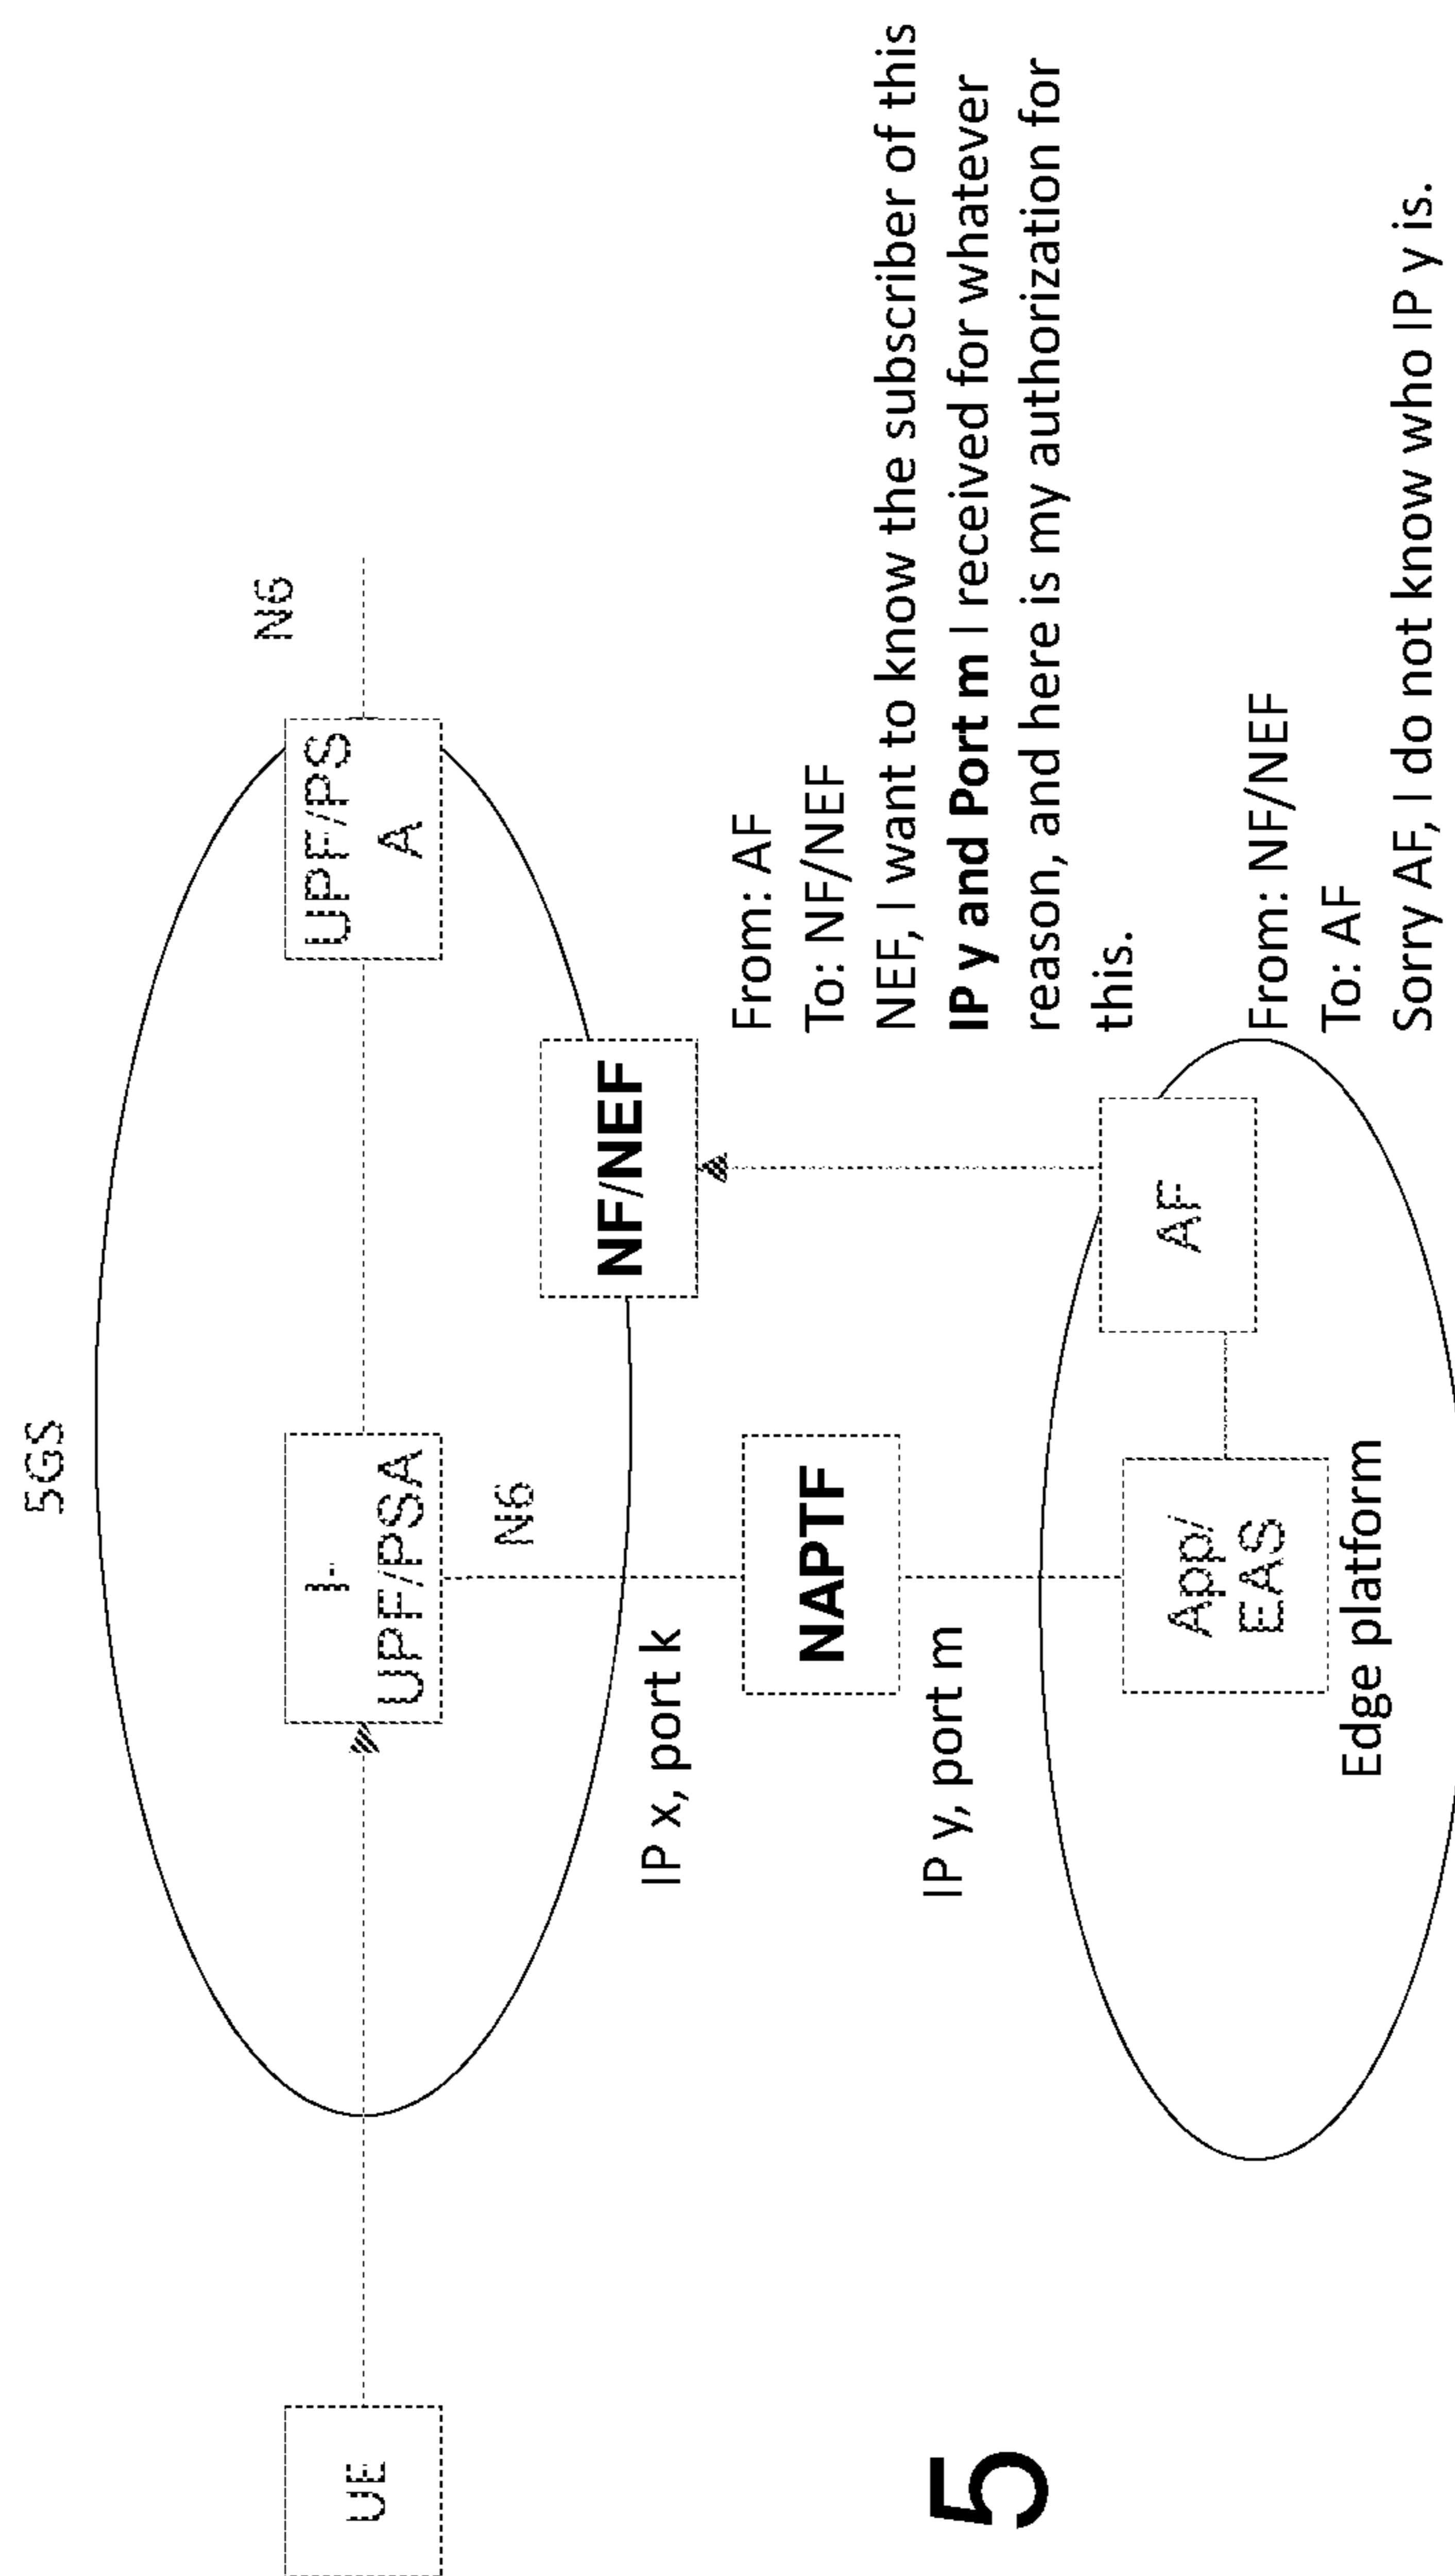 5GS
N6
UE
I-
UPF/PSA
UPF/PS
A
N6
NF/NEF
IP x, port k
NAPTF
From: AF
To: NF/NEF
NEF, I want to know the subscriber of this
IP y and Port m I received for whatever
reason, and here is my authorization for
this.
IP y, port m
5
App/
EAS
AF
Edge platform
From: NF/NEF
To: AF
Sorry AF, I do not know who IP y is.